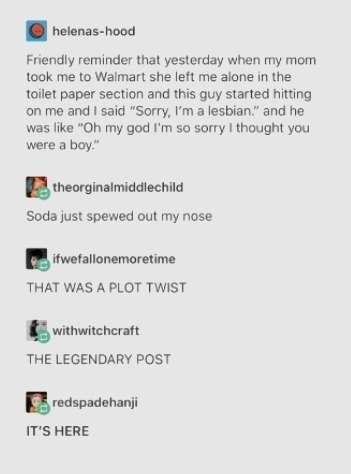 helenas-hood
Friendly reminder that yesterday when my mom
took me to Walmart she left me alone in the
toilet paper section and this guy started hitting
on me and I said "Sorry, I'm a lesbian." and he
was like "Oh my god I'm so sorry I thought you
were a boy."
theorginalmiddlechild
Soda just spewed out my nose
ifwefallonemoretime
THAT WAS A PLOT TWIST
withwitchcraft
THE LEGENDARY POST
redspadehanji
IT'S HERE